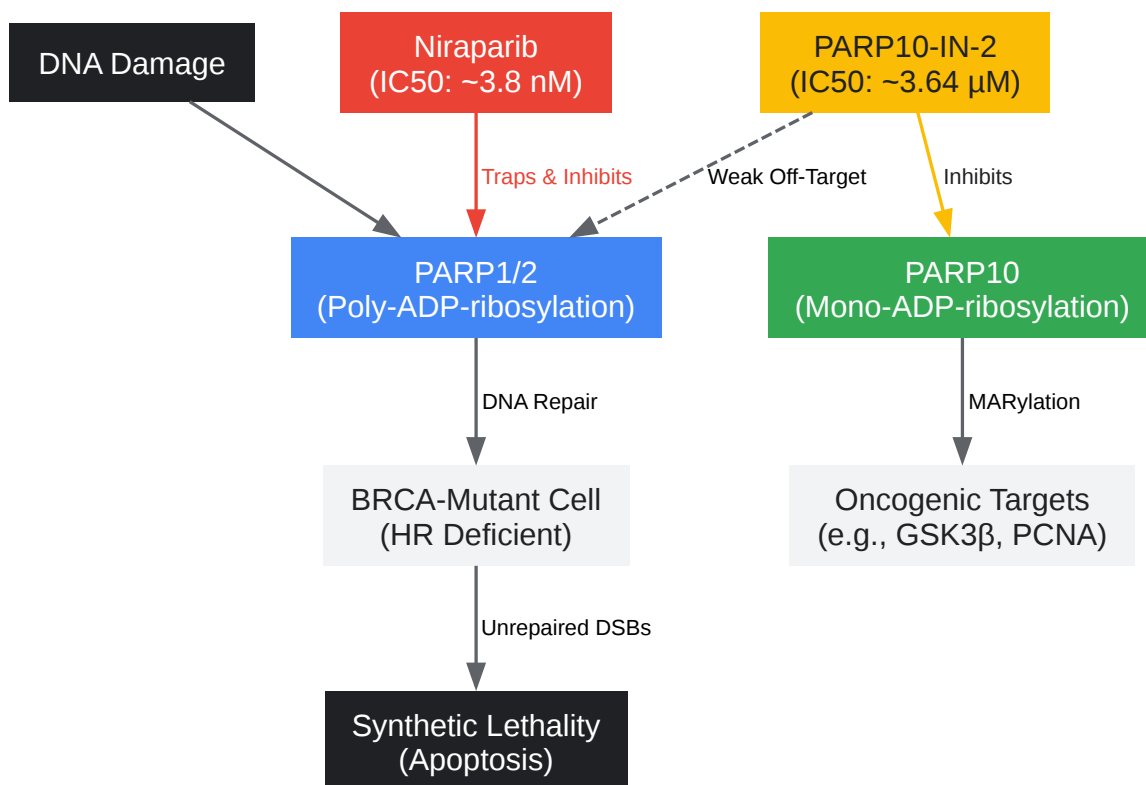 DNA Damage
Niraparib
(IC50: ~3.8 nM)
PARP10-IN-2
(IC50: ~3.64 µM)
Traps & Inhibits
Weak Off-Target
Inhibits
PARP1/2
(Poly-ADP-ribosylation)
PARP10
(Mono-ADP-ribosylation)
DNA Repair
MARylation
BRCA-Mutant Cell
(HR Deficient)
Oncogenic Targets
(e.g., GSK3β, PCNA)
Unrepaired DSBs
Synthetic Lethality
(Apoptosis)